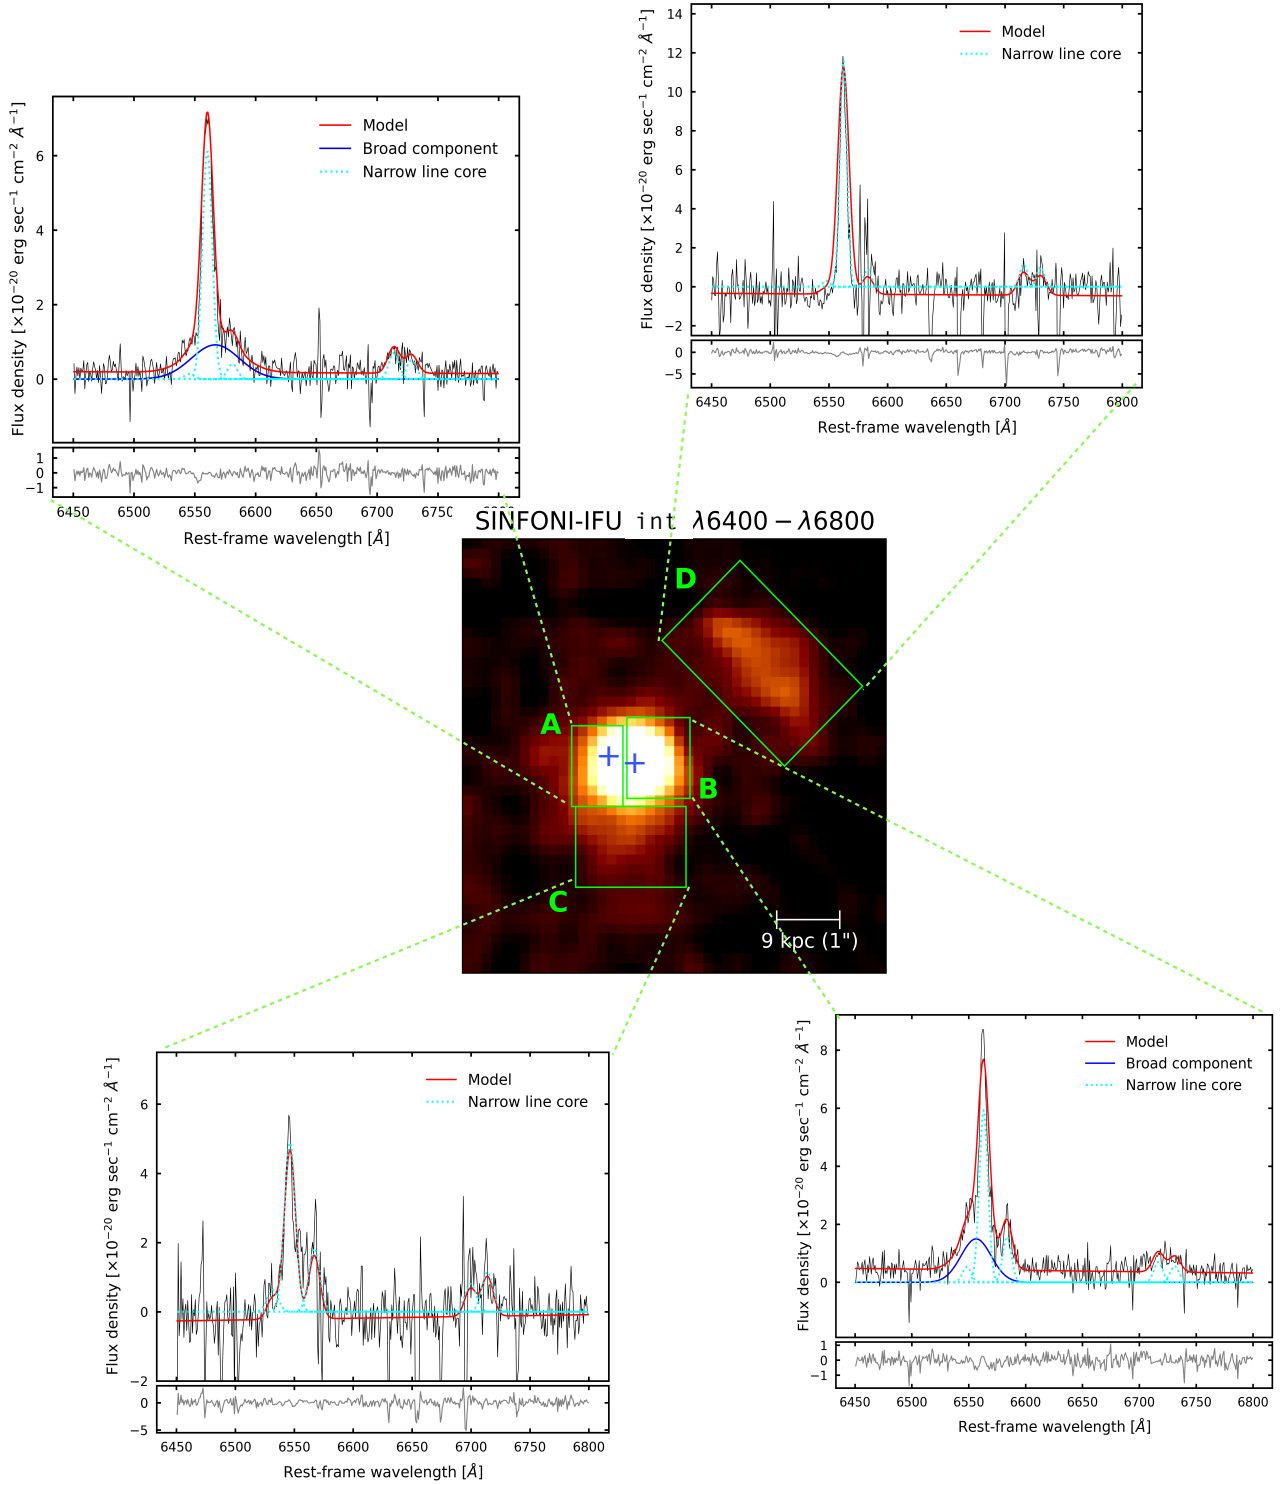 Flux density [×10⁻²⁰ erg sec⁻¹ cm⁻² Å⁻¹]
Model
Broad component
Narrow line core
6
4
2
0
1
0
−1
6450 6500 6550 6600 6650 6700 6750
Rest-frame wavelength [Å]
Flux density [×10⁻²⁰ erg sec⁻¹ cm⁻² Å⁻¹]
Model
Narrow line core
14
12
10
8
6
4
2
0
−2
0
−5
6450 6500 6550 6600 6650 6700 6750 6800
Rest-frame wavelength [Å]
SINFONI-IFU int λ6400 − λ6800
D
A
B
C
9 kpc (1")
Flux density [×10⁻²⁰ erg sec⁻¹ cm⁻² Å⁻¹]
Model
Narrow line core
6
4
2
0
−2
0
−5
6450 6500 6550 6600 6650 6700 6750 6800
Rest-frame wavelength [Å]
Flux density [×10⁻²⁰ erg sec⁻¹ cm⁻² Å⁻¹]
Model
Broad component
Narrow line core
8
6
4
2
0
1
0
−1
6450 6500 6550 6600 6650 6700 6750 6800
Rest-frame wavelength [Å]